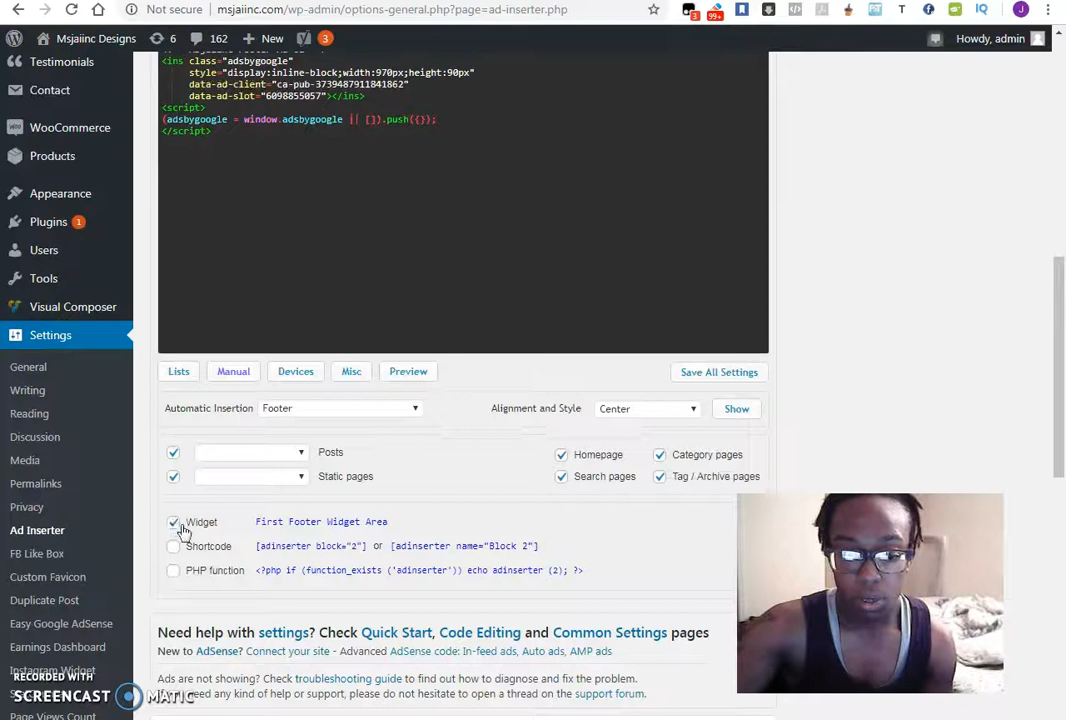 Not secure | msjaiinc.com/wp-admin/options-general.php?page=ad-inserter.php
3
99+
T
IQ
J
Msjaiinc Designs
6
162
New
3
Howdy, admin
Testimonials
Contact
WooCommerce
Products
Appearance
Plugins 1
Users
Tools
Visual Composer
Settings
General
Writing
Reading
Discussion
Media
Permalinks
Privacy
Ad Inserter
FB Like Box
Custom Favicon
Duplicate Post
Easy Google AdSense
Earnings Dashboard
Instagram Widget
Page Views Count
<ins class="adsbygoogle"
style="display:inline-block;width:970px;height:90px"
data-ad-client="ca-pub-3739487911841862"
data-ad-slot="6098855057"></ins>
<script>
(adsbygoogle = window.adsbygoogle || []).push({});
</script>
Lists
Manual
Devices
Misc
Preview
Save All Settings
Automatic Insertion
Footer
Alignment and Style
Center
Show
Posts
Homepage
Category pages
Static pages
Search pages
Tag / Archive pages
Widget
First Footer Widget Area
Shortcode
[adinserter block="2"] or [adinserter name="Block 2"]
PHP function
<?php if (function_exists ('adinserter')) echo adinserter (2); ?>
Need help with settings? Check Quick Start, Code Editing and Common Settings pages
New to AdSense? Connect your site - Advanced AdSense code: In-feed ads, Auto ads, AMP ads
Ads are not showing? Check troubleshooting guide to find out how to diagnose and fix the problem.
need any kind of help or support, please do not hesitate to open a thread on the support forum.
RECORDED WITH
SCREENCAST MATIC